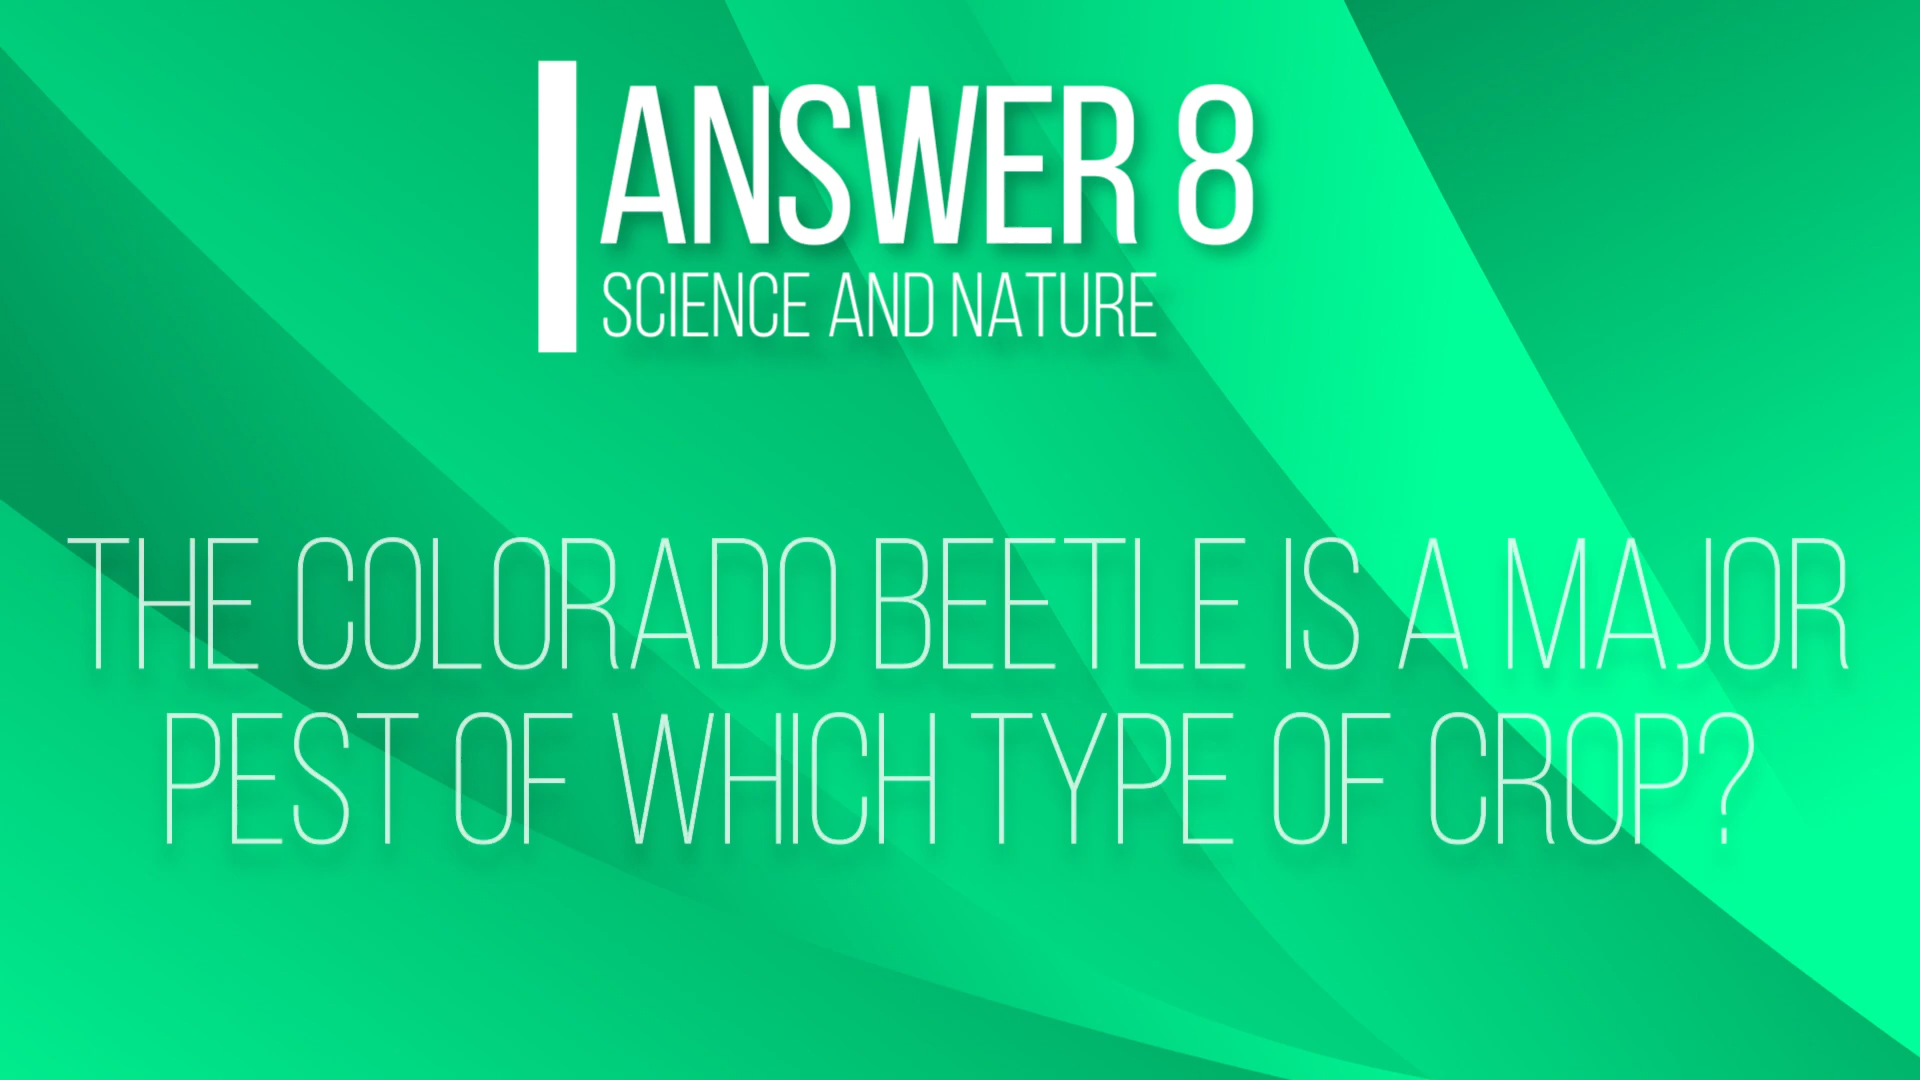 ANSWER 8
SCIENCE AND NATURE
THE COLORADO BEETLE IS A MAJOR
PEST OF WHICH TYPE OF CROP?